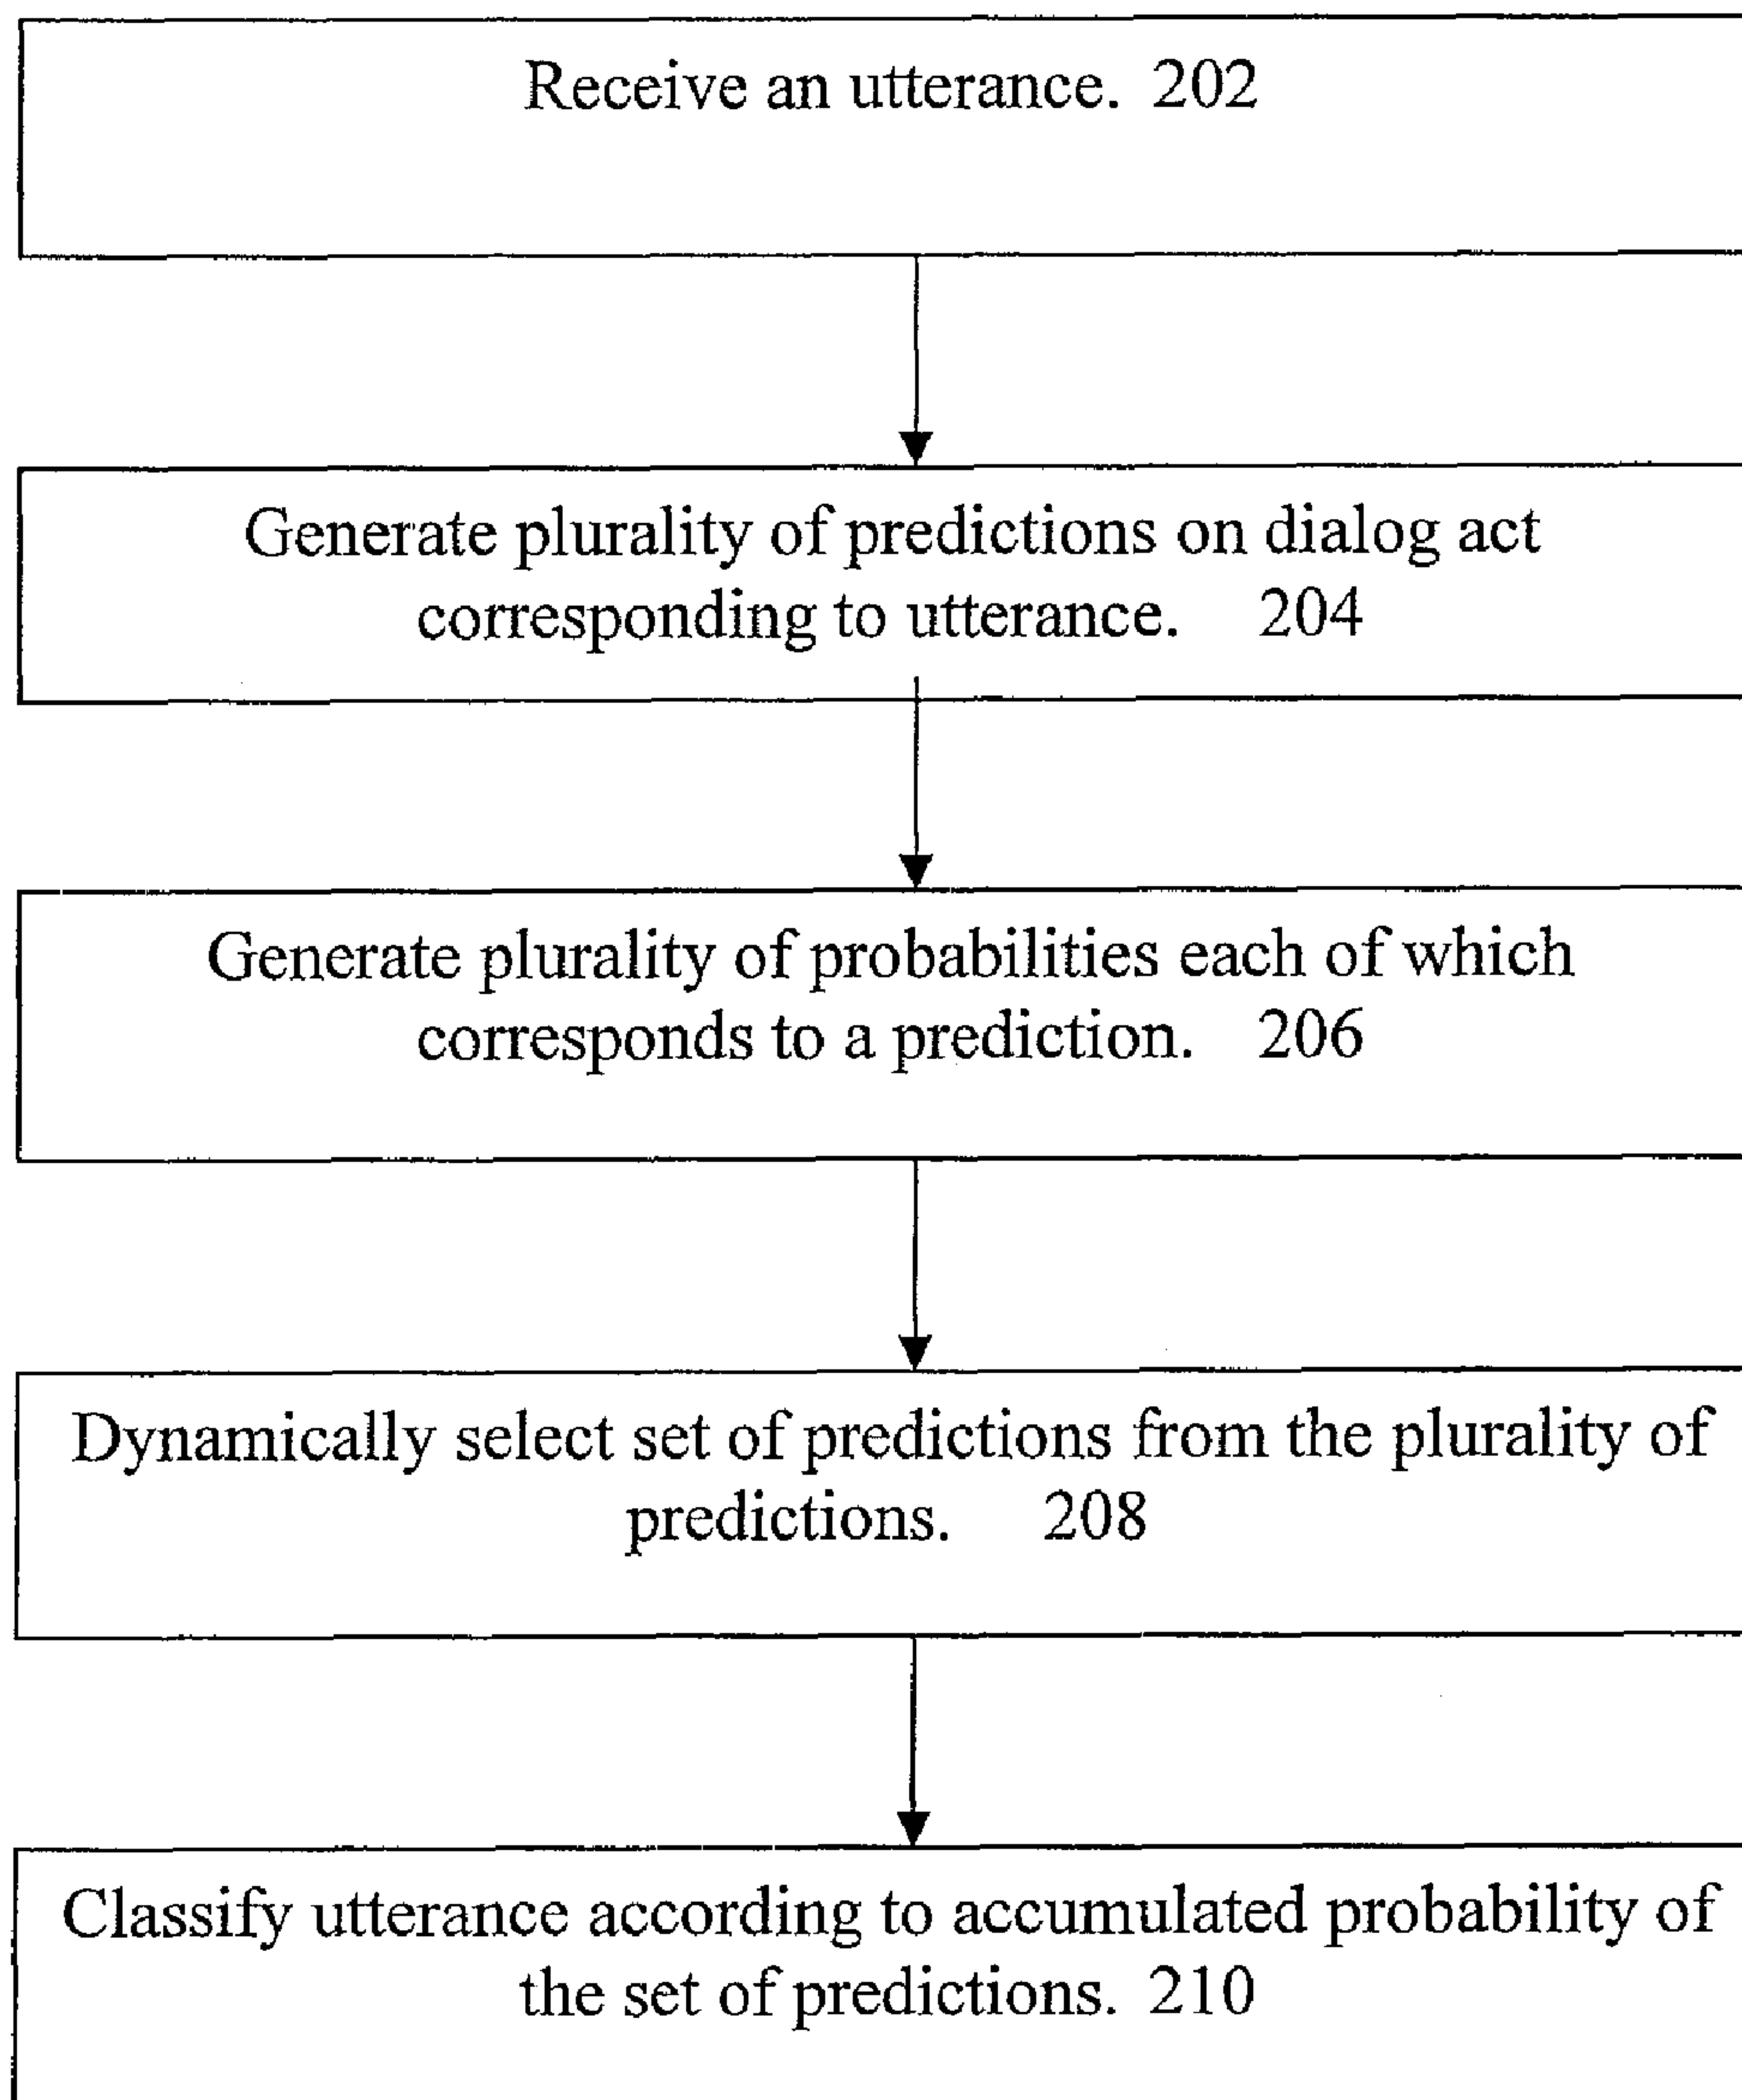 Receive an utterance. 202
Generate plurality of predictions on dialog act
corresponding to utterance. 204
Generate plurality of probabilities each of which
corresponds to a prediction. 206
Dynamically select set of predictions from the plurality of
predictions. 208
Classify utterance according to accumulated probability of
the set of predictions. 210